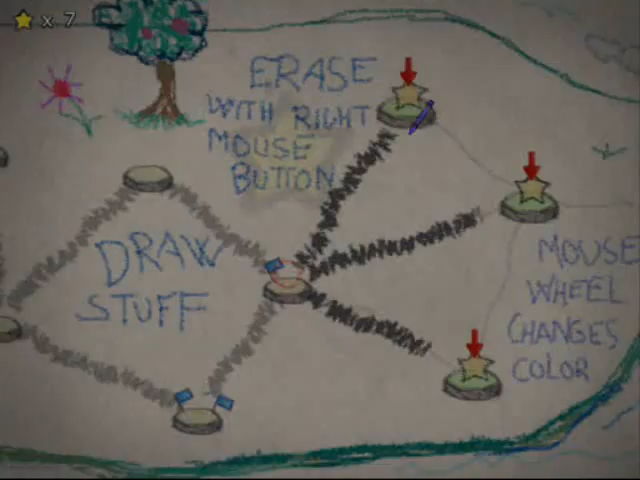 x 7
ERASE
WITH RIGHT
MOUSE
BUTTON
DRAW
STUFF
MOUSE
WHEEL
CHANGES
COLOR